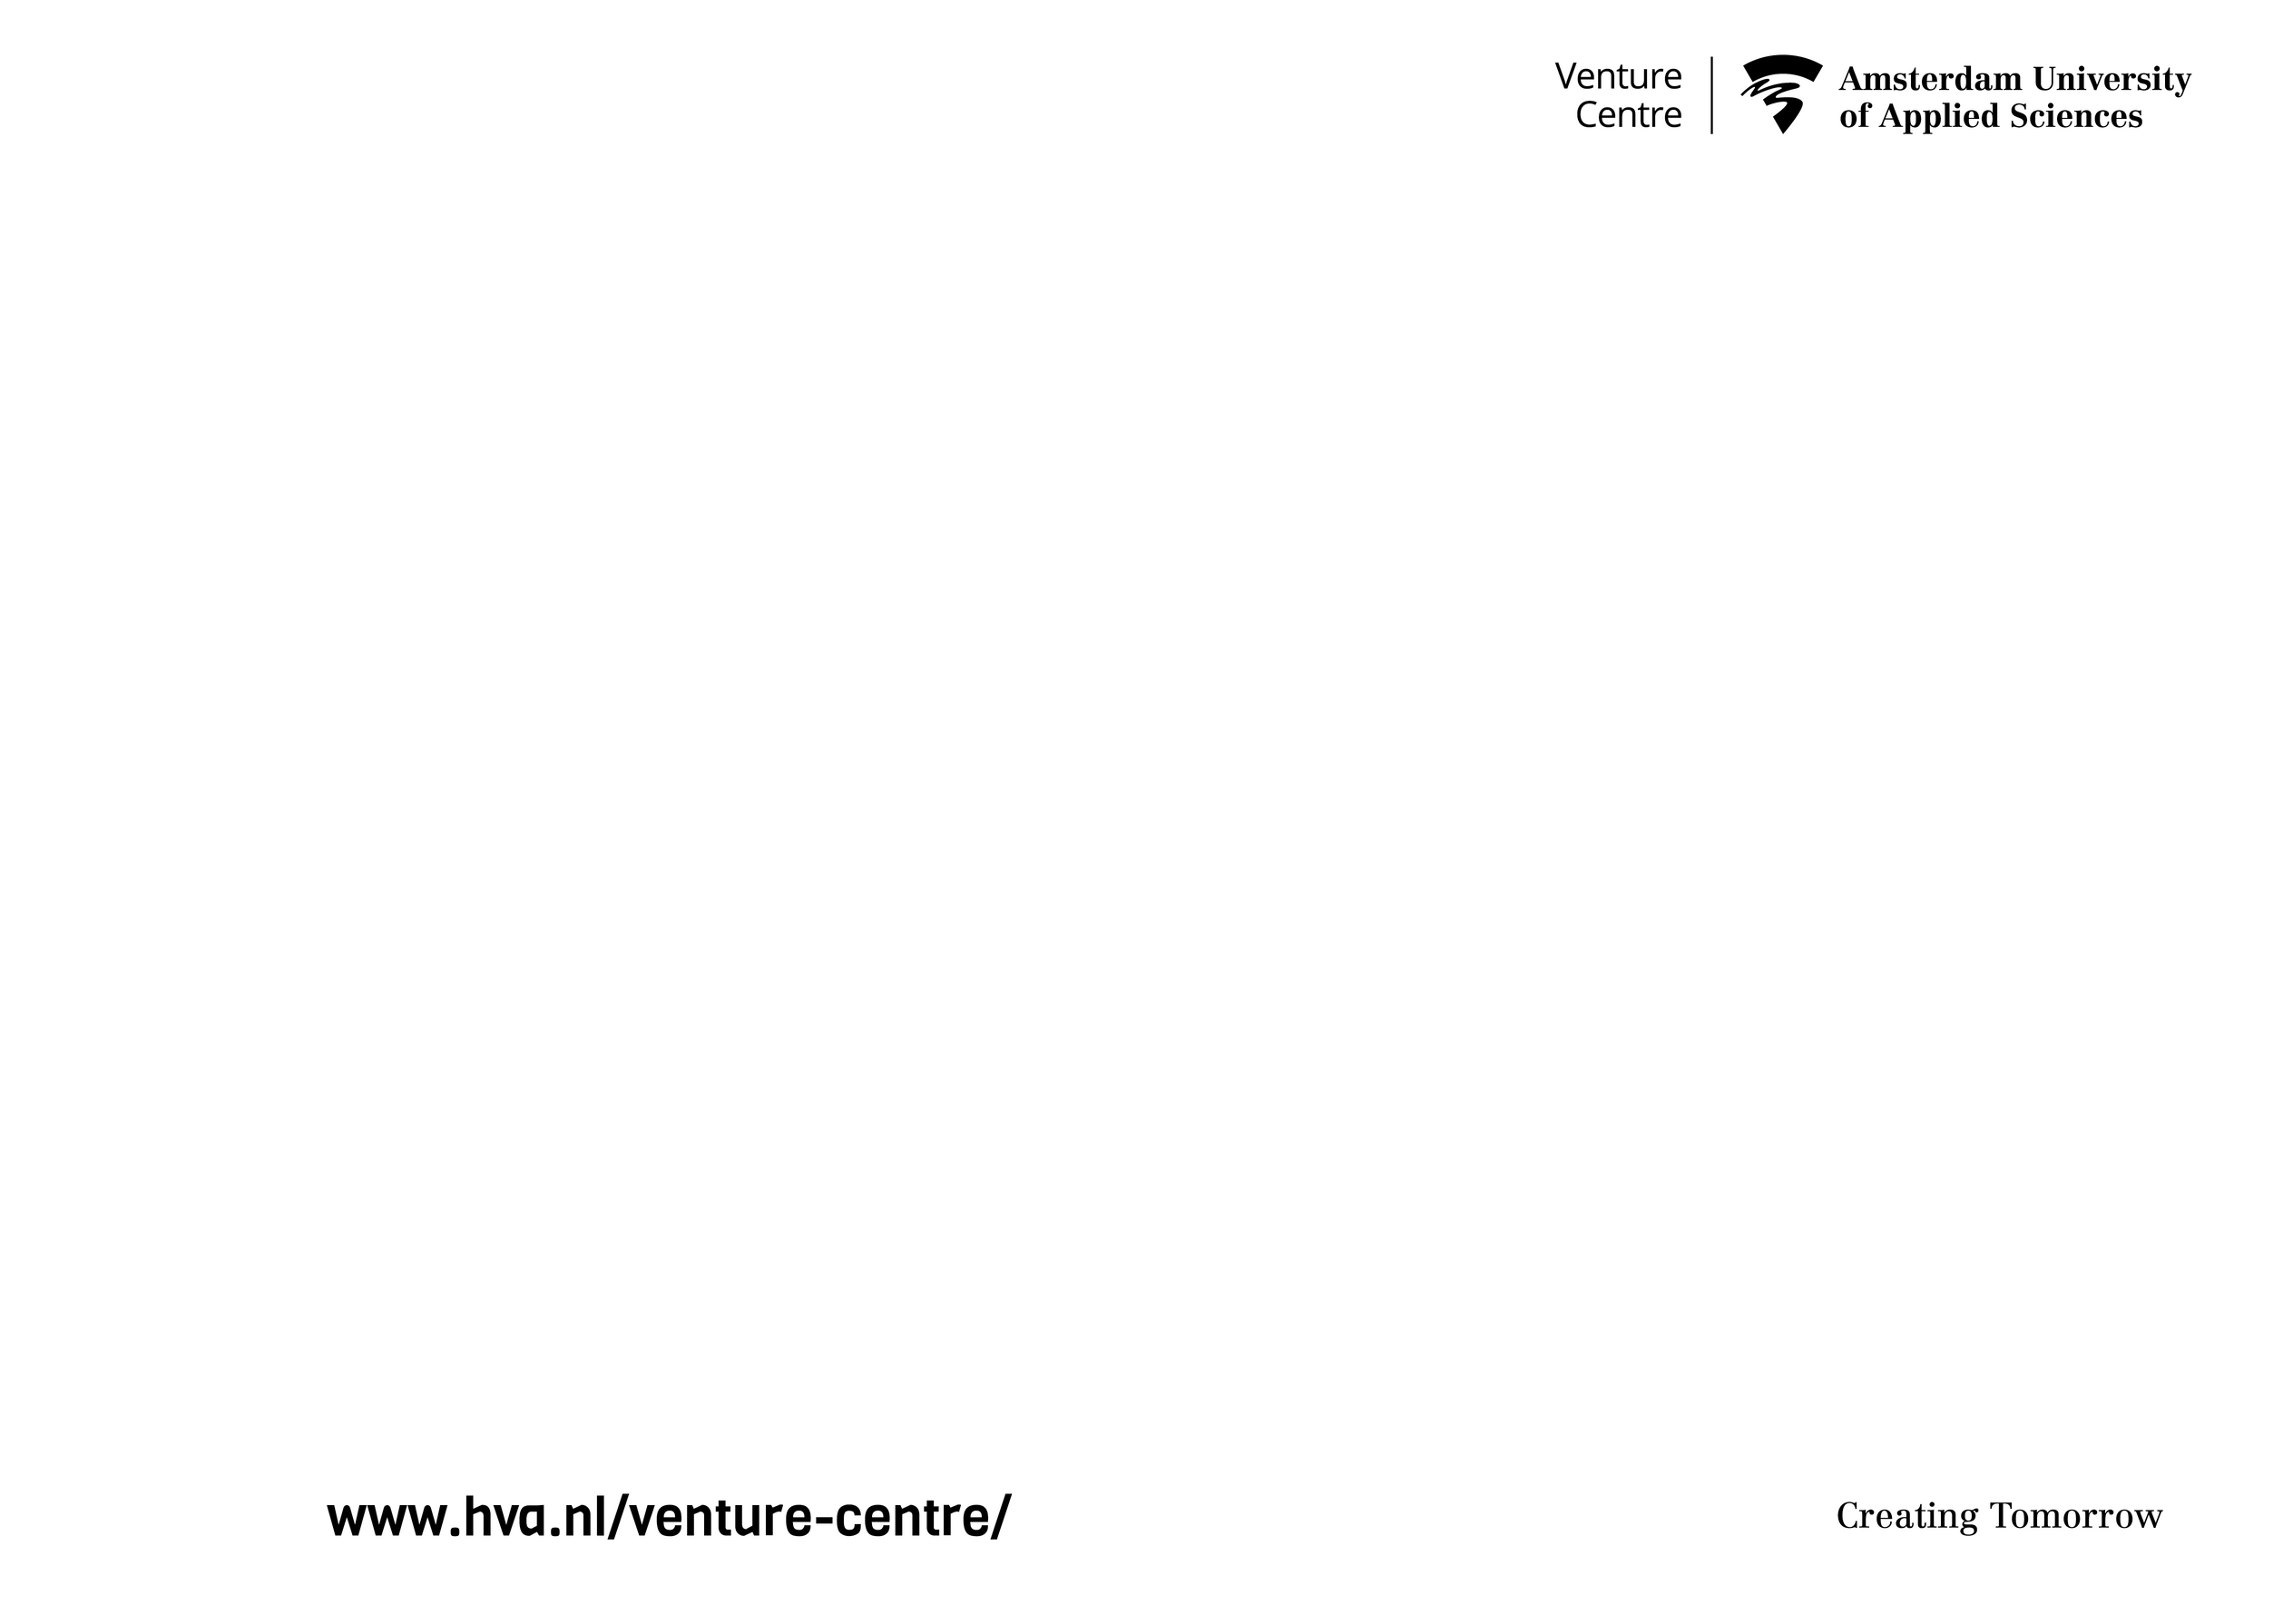 Venture
Centre
Amsterdam University
of Applied Sciences
www.hva.nl/venture-centre/
Creating Tomorrow